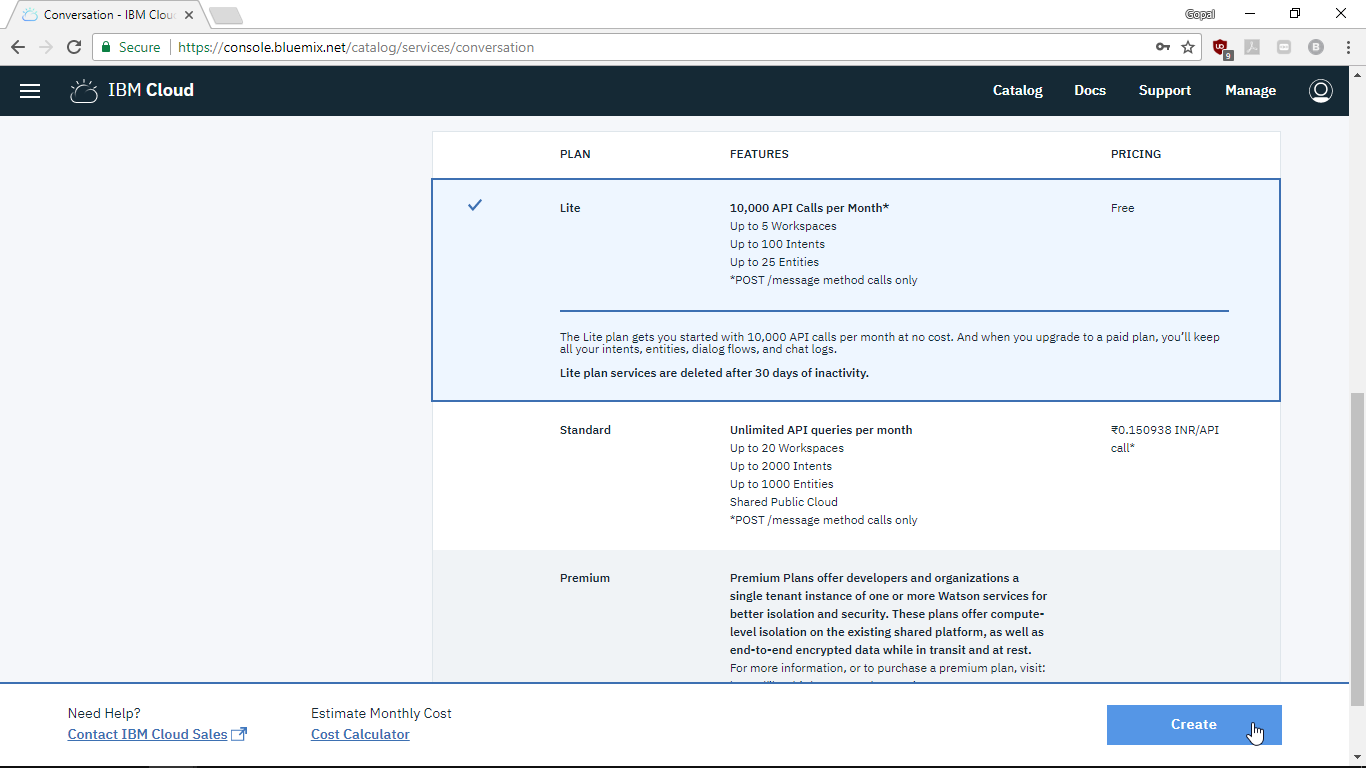 Conversation - IBM Clou
Gopal
Secure
https://console.bluemix.net/catalog/services/conversation
9
B
IBM Cloud
Catalog
Docs
Support
Manage
PLAN
FEATURES
PRICING
Lite
10,000 API Calls per Month*
Free
Up to 5 Workspaces
Up to 100 Intents
Up to 25 Entities
*POST /message method calls only
The Lite plan gets you started with 10,000 API calls per month at no cost. And when you upgrade to a paid plan, you'll keep
all your intents, entities, dialog flows, and chat logs.
Lite plan services are deleted after 30 days of inactivity.
Standard
Unlimited API queries per month
₹0.150938 INR/API
call*
Up to 20 Workspaces
Up to 2000 Intents
Up to 1000 Entities
Shared Public Cloud
*POST /message method calls only
Premium
Premium Plans offer developers and organizations a
single tenant instance of one or more Watson services for
better isolation and security. These plans offer compute-
level isolation on the existing shared platform, as well as
end-to-end encrypted data while in transit and at rest.
For more information, or to purchase a premium plan, visit:
Need Help?
Contact IBM Cloud Sales
Estimate Monthly Cost
Cost Calculator
Create